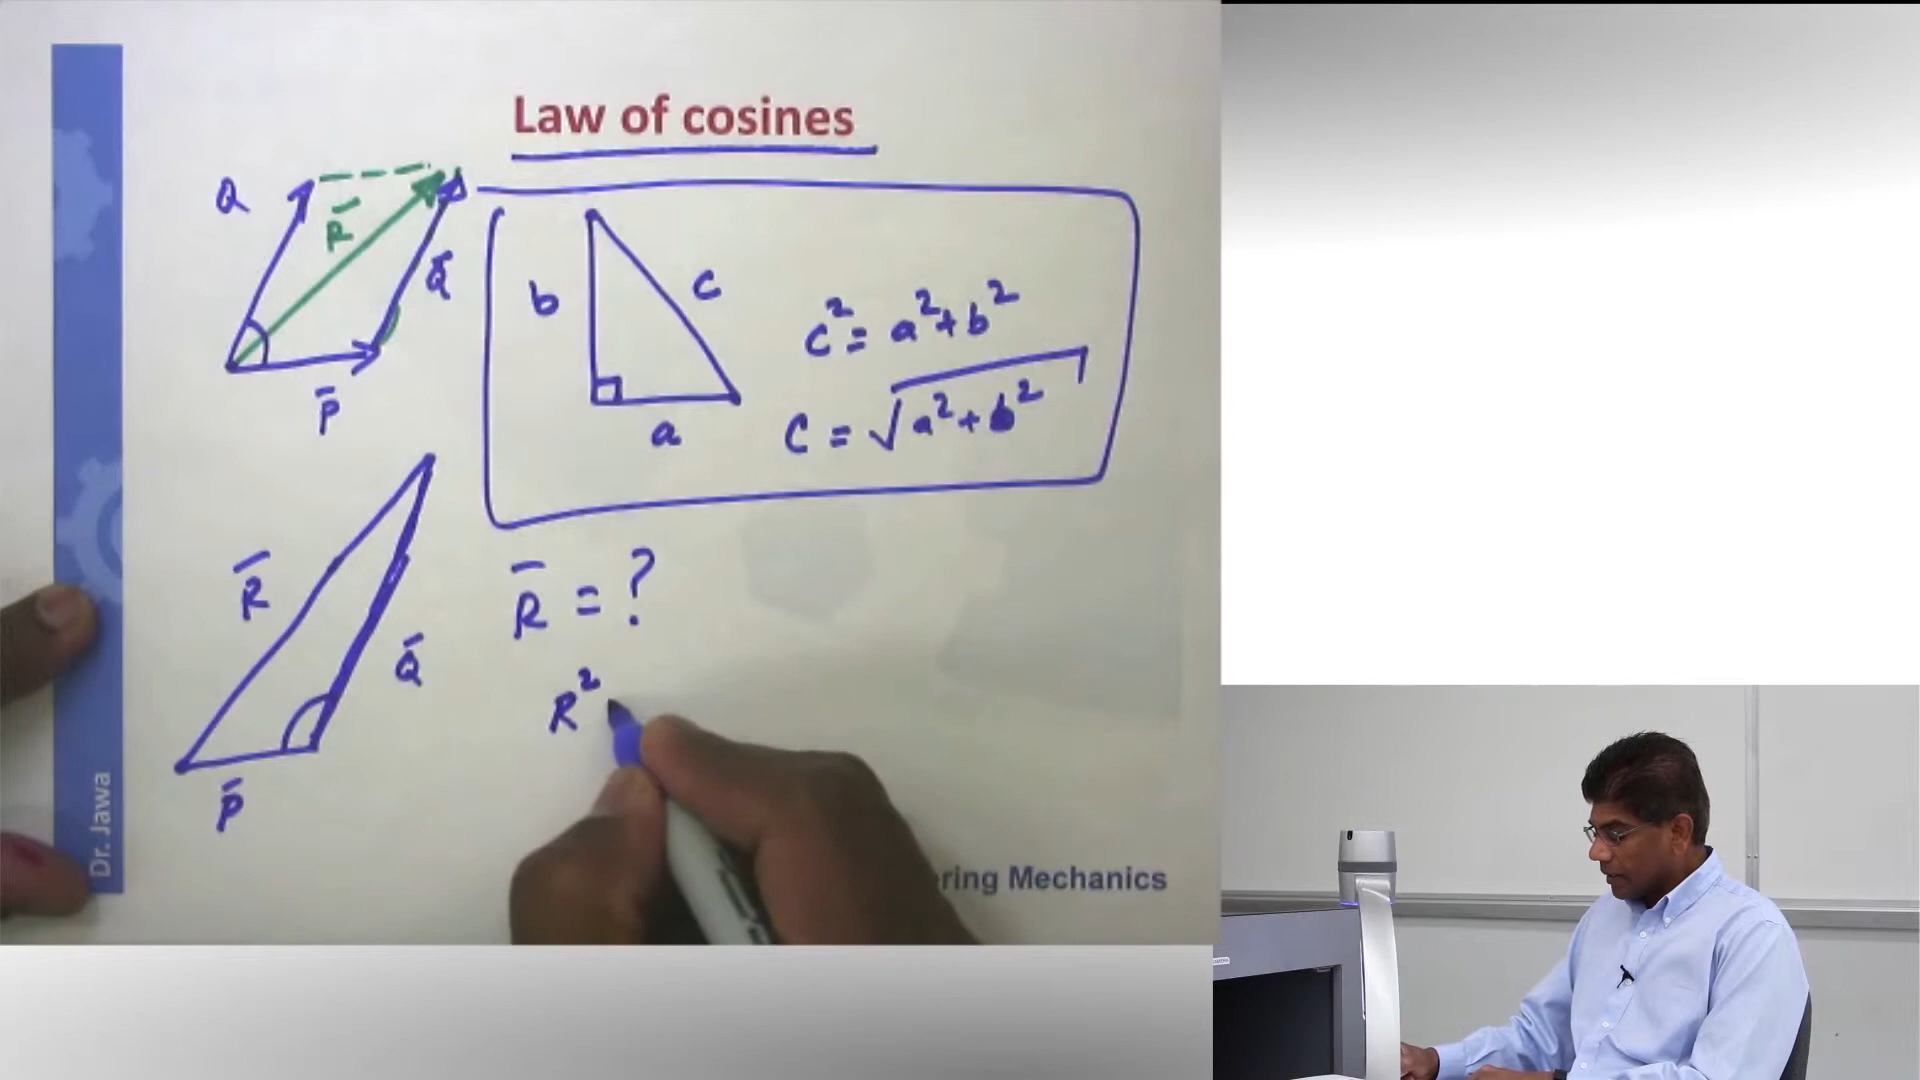 Law of cosines
Q
R̄
Q̄
P̄
b
c
a
c² = a² + b²
c = √a² + b²
R̄
Q̄
P̄
R̄ = ?
R²
Dr. Jawa
ring Mechanics